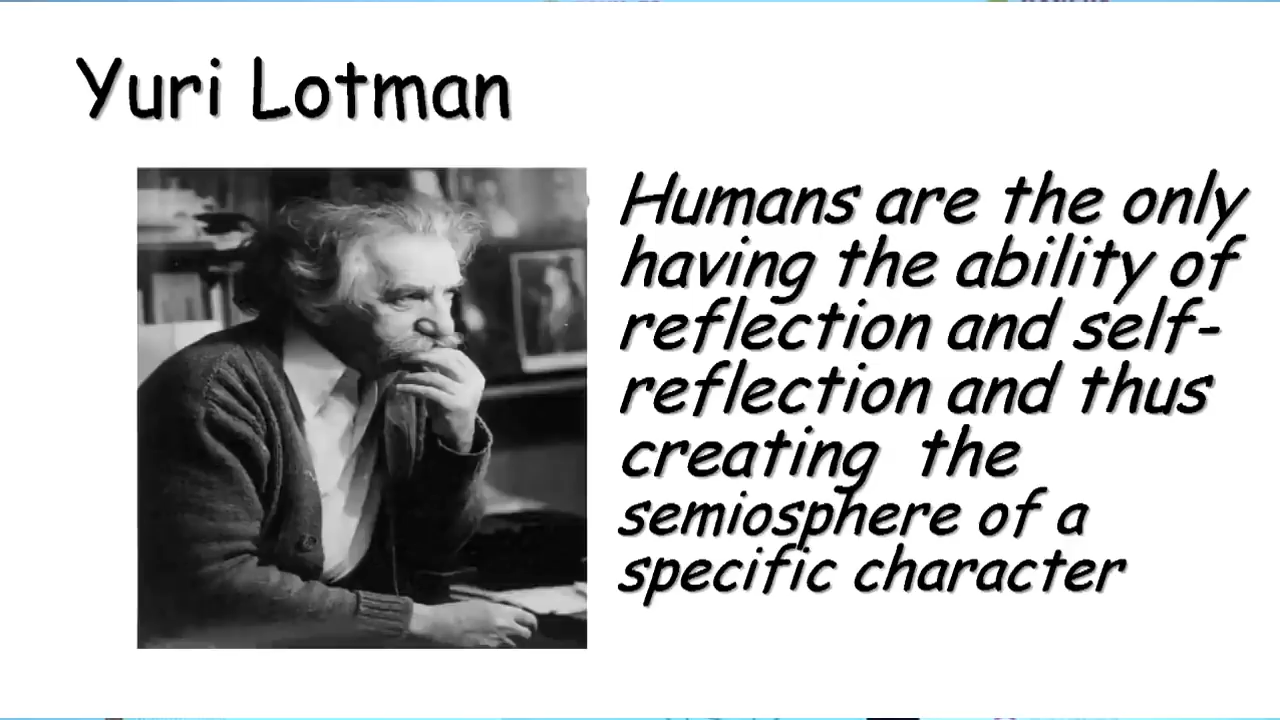 Yuri Lotman
Humans are the only
having the ability of
reflection and self-
reflection and thus
creating  the
semiosphere of a
specific character